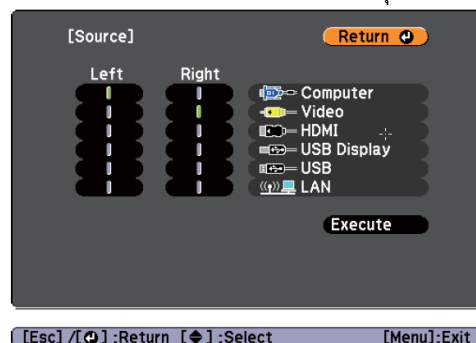 [Source]
Return
Left Right
Computer
Video
HDMI
USB Display
USB
LAN
Execute
[Esc] /[ ] :Return [ ] :Select [Menu]:Exit